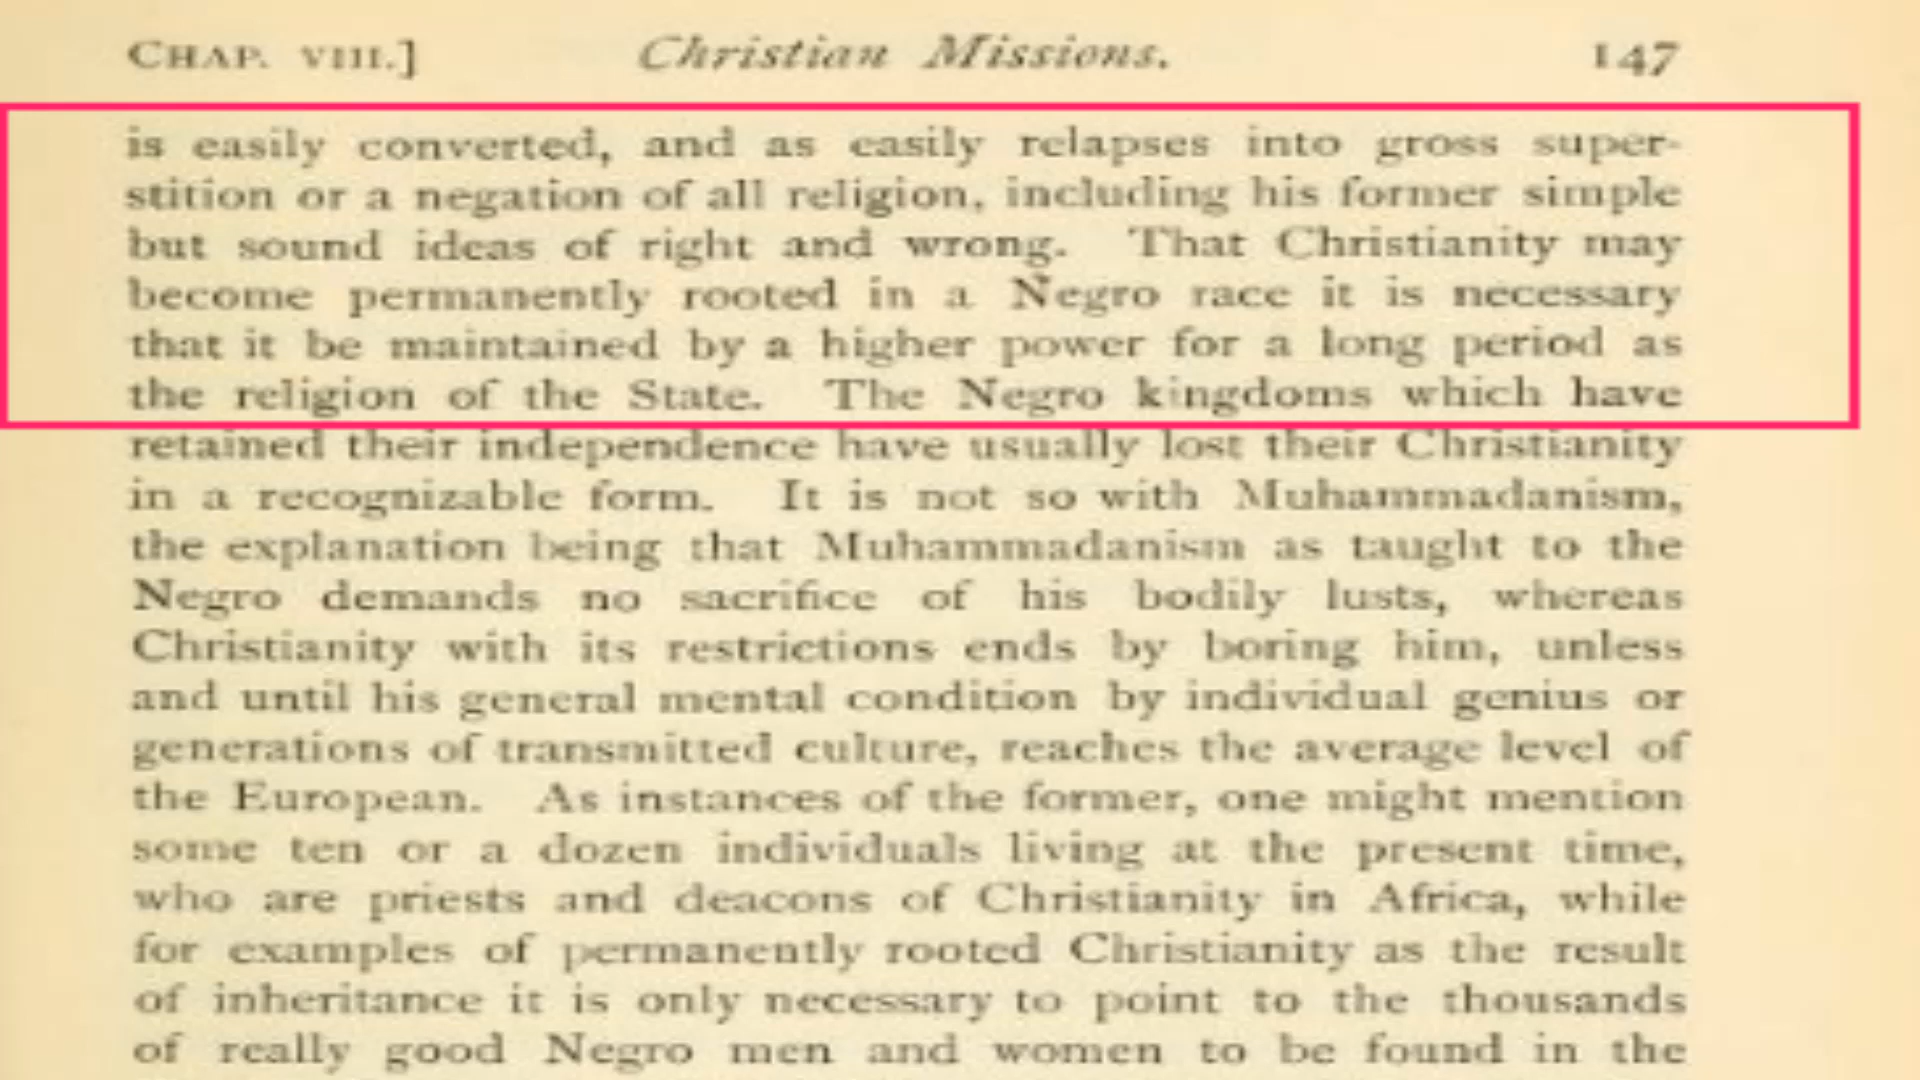 CHAP. VIII.] Christian Missions. 147
is easily converted, and as easily relapses into gross super-
stition or a negation of all religion, including his former simple
but sound ideas of right and wrong. That Christianity may
become permanently rooted in a Negro race it is necessary
that it be maintained by a higher power for a long period as
the religion of the State. The Negro kingdoms which have
retained their independence have usually lost their Christianity
in a recognizable form. It is not so with Muhammadanism,
the explanation being that Muhammadanism as taught to the
Negro demands no sacrifice of his bodily lusts, whereas
Christianity with its restrictions ends by boring him, unless
and until his general mental condition by individual genius or
generations of transmitted culture, reaches the average level of
the European. As instances of the former, one might mention
some ten or a dozen individuals living at the present time,
who are priests and deacons of Christianity in Africa, while
for examples of permanently rooted Christianity as the result
of inheritance it is only necessary to point to the thousands
of really good Negro men and women to be found in the